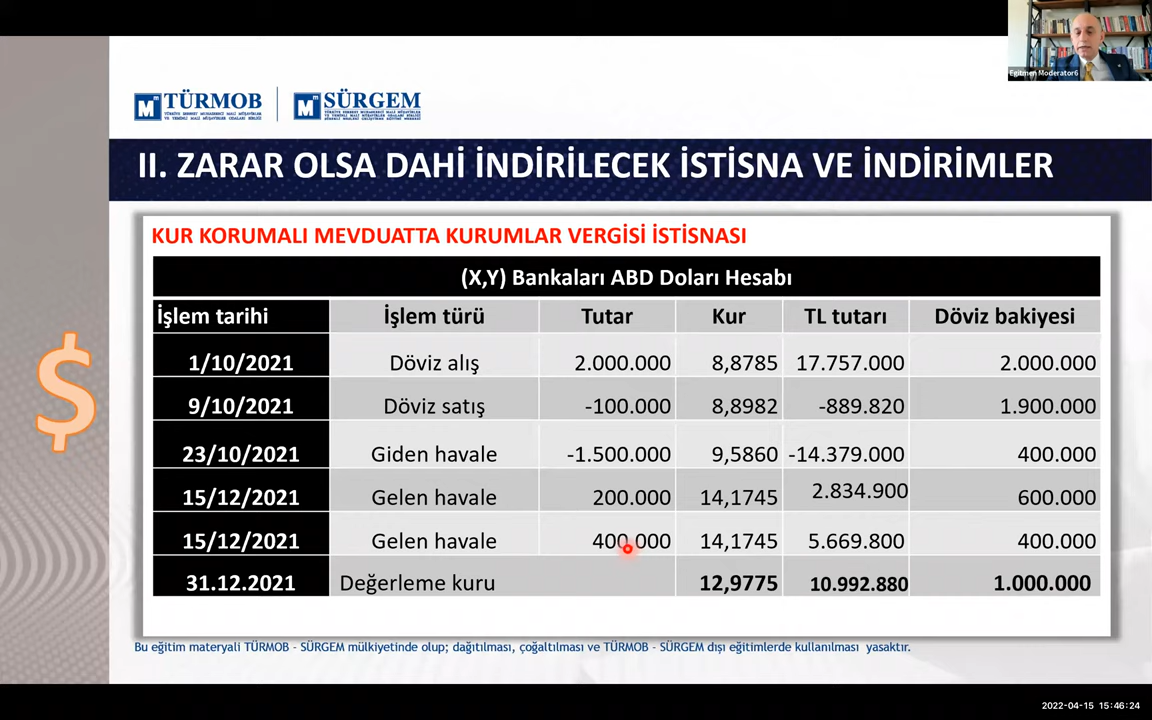 Egitmen Moderator6
TÜRMOB
SÜRGEM
II. ZARAR OLSA DAHİ İNDİRİLECEK İSTİSNA VE İNDİRİMLER
KUR KORUMALI MEVDUATTA KURUMLAR VERGİSİ İSTİSNASI
(X,Y) Bankaları ABD Doları Hesabı
İşlem tarihi İşlem türü Tutar Kur TL tutarı Döviz bakiyesi
1/10/2021 Döviz alış 2.000.000 8,8785 17.757.000 2.000.000
9/10/2021 Döviz satış -100.000 8,8982 -889.820 1.900.000
23/10/2021 Giden havale -1.500.000 9,5860 -14.379.000 400.000
15/12/2021 Gelen havale 200.000 14,1745 2.834.900 600.000
15/12/2021 Gelen havale 400.000 14,1745 5.669.800 400.000
31.12.2021 Değerleme kuru 12,9775 10.992.880 1.000.000
$
Bu eğitim materyali TÜRMOB - SÜRGEM mülkiyetinde olup; dağıtılması, çoğaltılması ve TÜRMOB - SÜRGEM dışı eğitimlerde kullanılması yasaktır.
2022-04-15 15:46:24